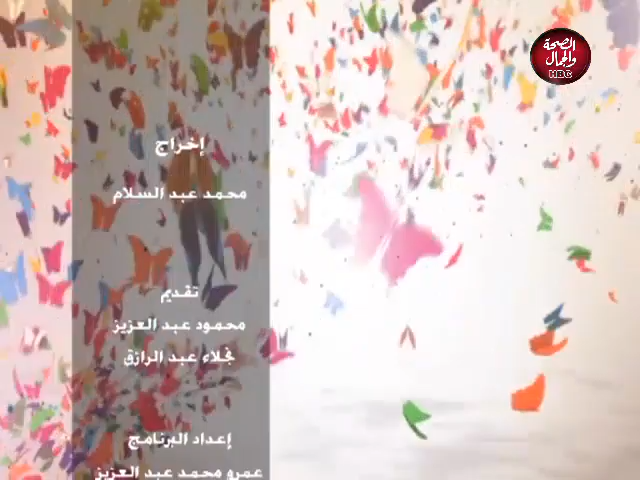 الصحة
والجمال
HBC
إخراج
محمد عبد السلام
تقديم
محمود عبد العزيز
نجلاء عبد الرازق
إعداد البرنامج
عمرو محمد عبد العزيز